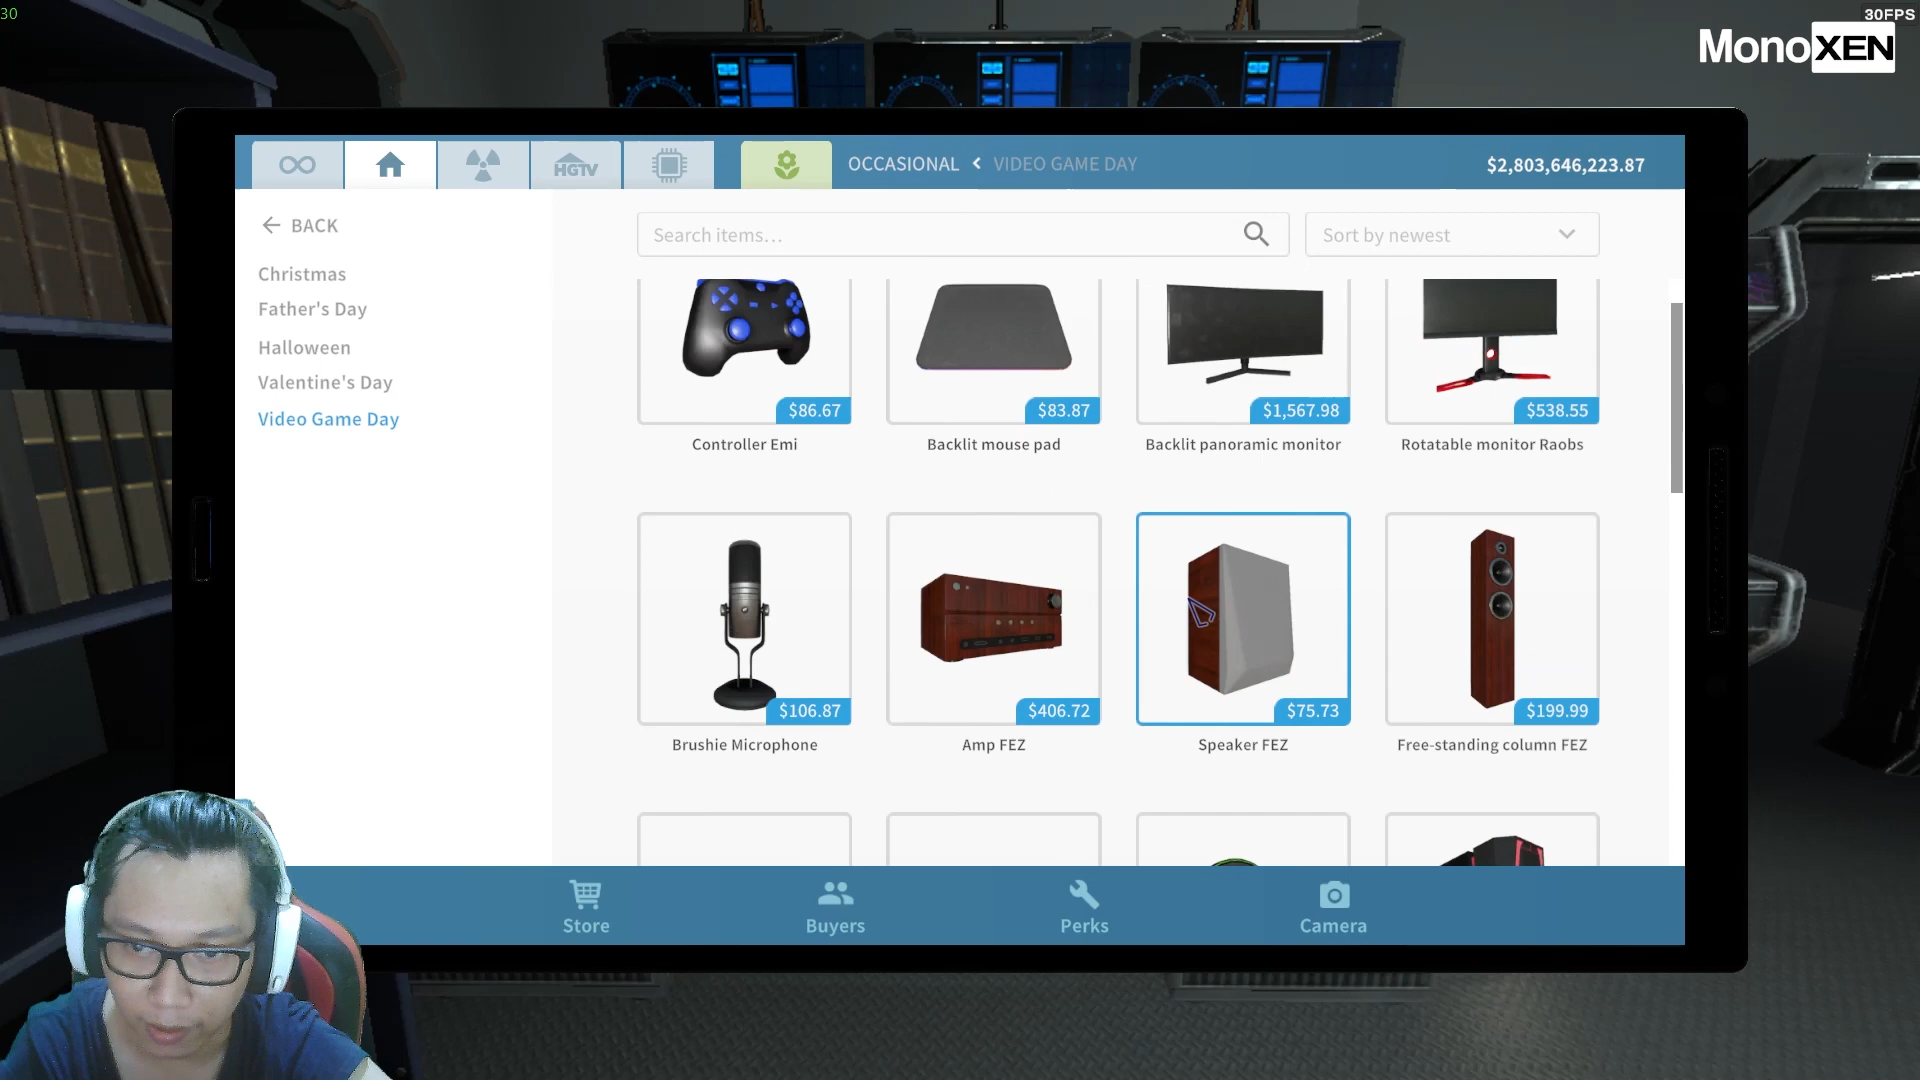 30
30FPS
MonoXEN
HGTV
OCCASIONAL < VIDEO GAME DAY
$2,803,646,223.87
BACK
Search items...
Sort by newest
Christmas
Father's Day
Halloween
Valentine's Day
Video Game Day
$86.67
$83.87
$1,567.98
$538.55
Controller Emi
Backlit mouse pad
Backlit panoramic monitor
Rotatable monitor Raobs
$106.87
$406.72
$75.73
$199.99
Brushie Microphone
Amp FEZ
Speaker FEZ
Free-standing column FEZ
Store
Buyers
Perks
Camera